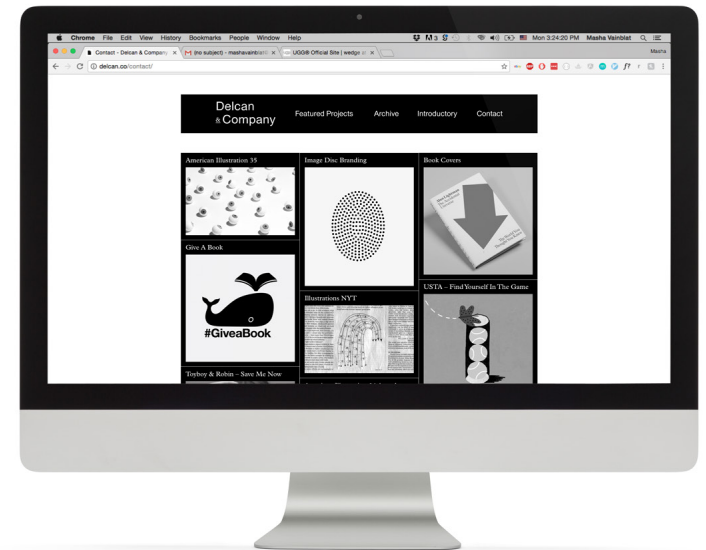 Chrome File Edit View History Bookmarks People Window Help
3
Mon 3:24:20 PM Masha Vainblat
Contact - Delcan & Company
(no subject) - mashavainblat
UGG® Official Site | wedge
Masha
delcan.co/contact/
Delcan
& Company
Featured Projects Archive Introductory Contact
American Illustration 35
Image Disc Branding
Book Covers
Give A Book
#GiveaBook
USTA – Find Yourself In The Game
Illustrations NYT
Toyboy & Robin – Save Me Now